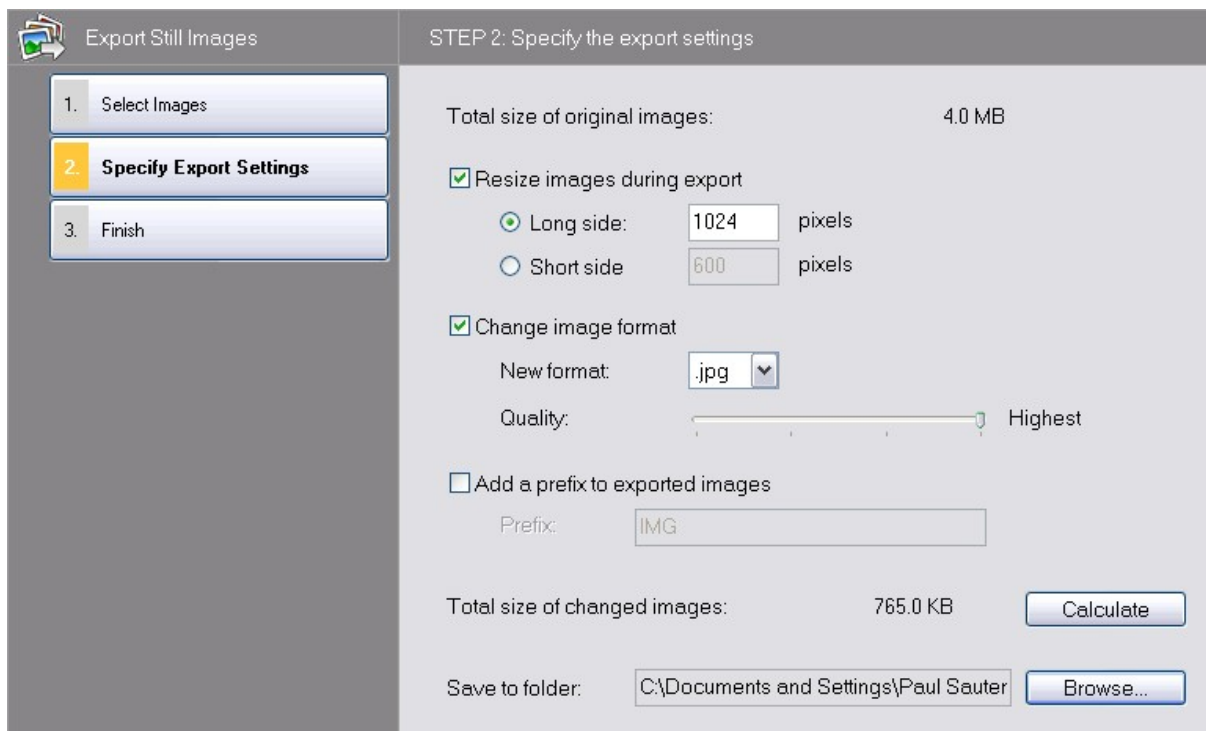 Export Still Images
STEP 2: Specify the export settings
1. Select Images
2. Specify Export Settings
3. Finish
Total size of original images: 4.0 MB
Resize images during export
Long side: 1024 pixels
Short side 600 pixels
Change image format
New format: .jpg
Quality: Highest
Add a prefix to exported images
Prefix: IMG
Total size of changed images: 765.0 KB Calculate
Save to folder: C:\Documents and Settings\Paul Sauter Browse...